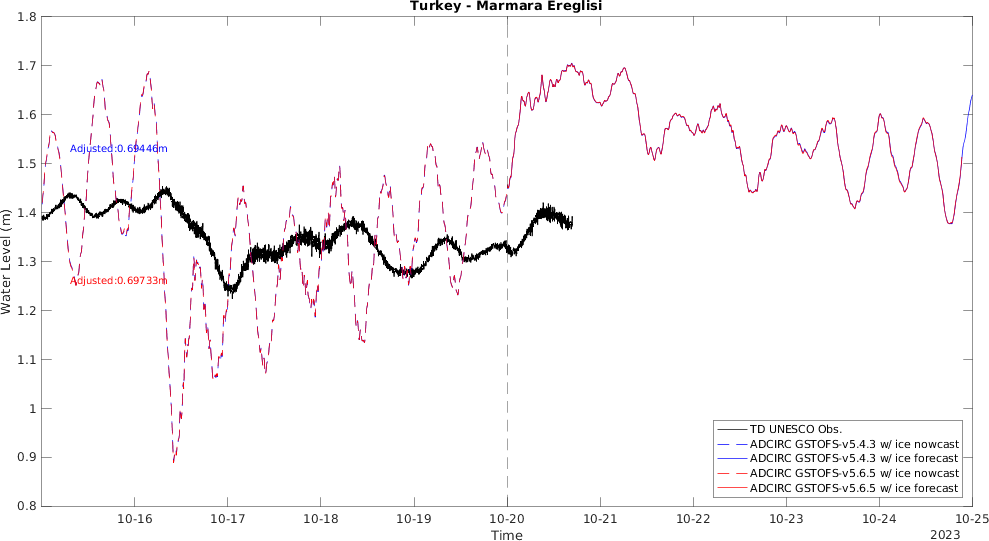 Turkey - Marmara Ereglisi
1.8
1.7
1.6
1.5
1.4
1.3
1.2
1.1
1
0.9
0.8
Water Level (m)
Adjusted:0.69446m
Adjusted:0.69733m
TD UNESCO Obs.
ADCIRC GSTOFS-v5.4.3 w/ ice nowcast
ADCIRC GSTOFS-v5.4.3 w/ ice forecast
ADCIRC GSTOFS-v5.6.5 w/ ice nowcast
ADCIRC GSTOFS-v5.6.5 w/ ice forecast
10-16 10-17 10-18 10-19 10-20 10-21 10-22 10-23 10-24 10-25
Time
2023